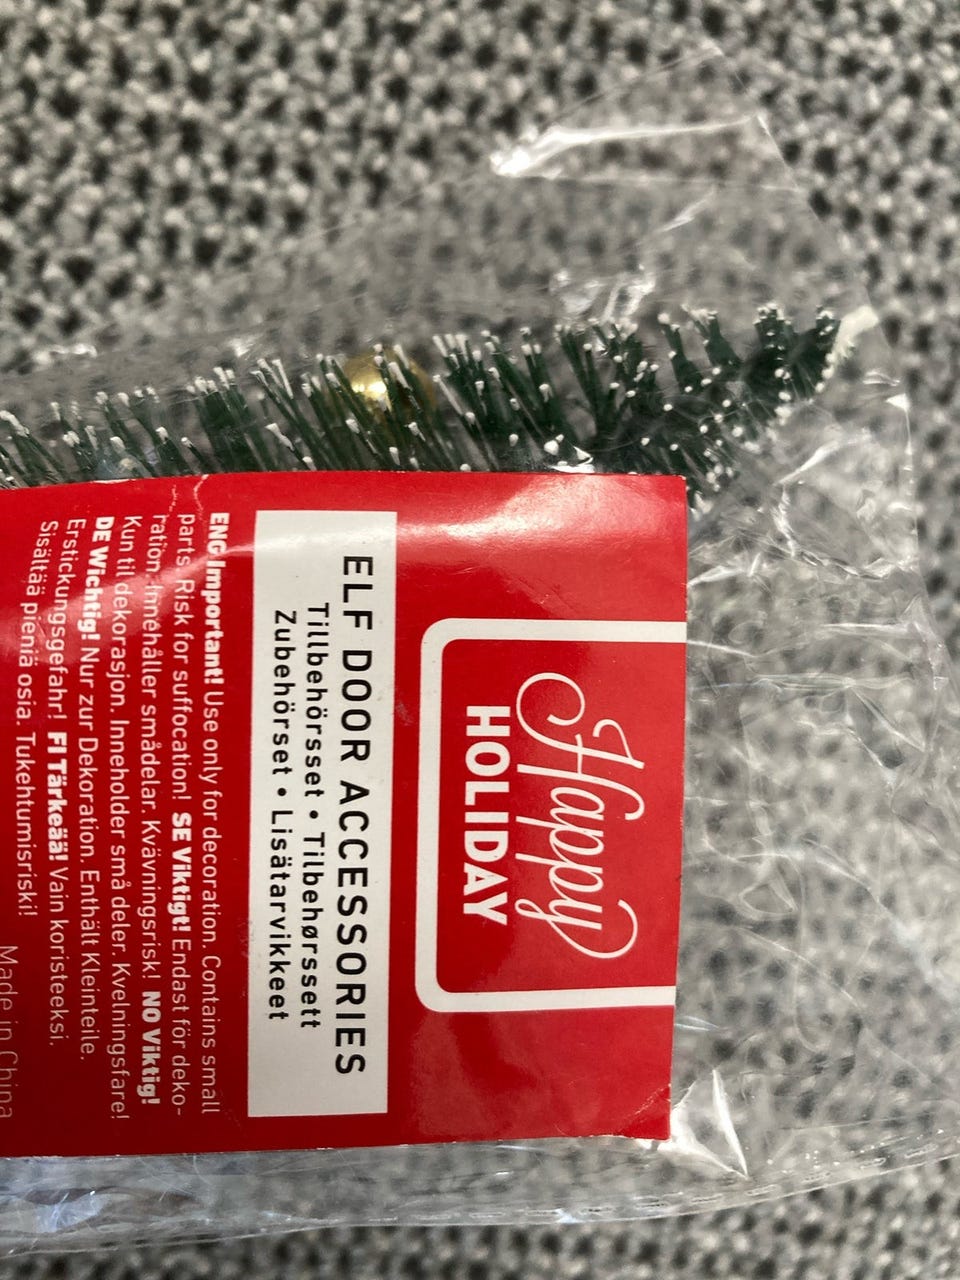 Happy
HOLIDAY
ELF DOOR ACCESSORIES
Tillbehörsset • Tilbehørssett
Zubehörset • Lisätarvikkeet
ENG Important! Use only for decoration. Contains small
parts. Risk for suffocation! SE Viktigt! Endast för deko-
ration. Innehåller smådelar. Kvävningsrisk! NO Viktig!
Kun til dekorasjon. Inneholder små deler. Kvelningsfare!
DE Wichtig! Nur zur Dekoration. Enthält Kleinteile.
Erstickungsgefahr! FI Tärkeää! Vain koristeeksi.
Sisältää pieniä osia. Tukehtumisriski!
Made in China